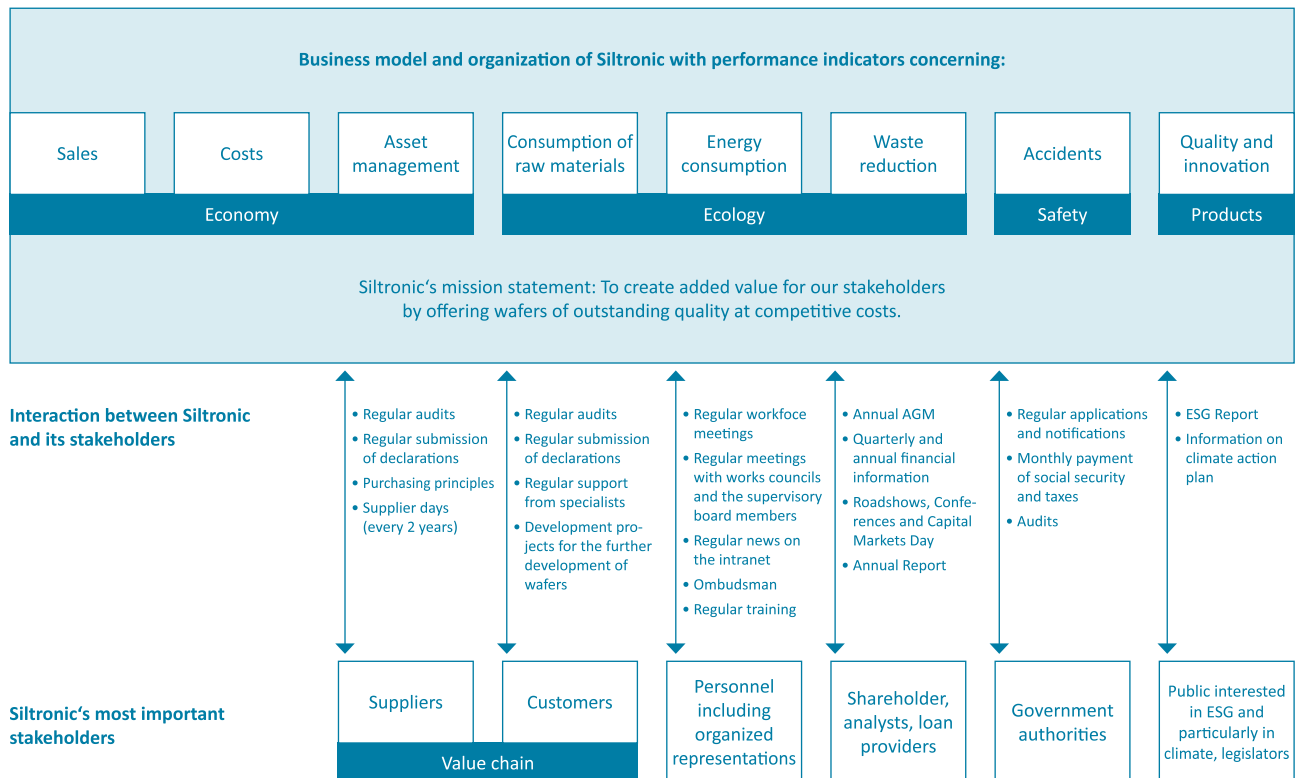 Business model and organization of Siltronic with performance indicators concerning:
Sales
Costs
Asset
management
Consumption of
raw materials
Energy
consumption
Waste
reduction
Accidents
Quality and
innovation
Economy
Ecology
Safety
Products
Siltronic‘s mission statement: To create added value for our stakeholders
by offering wafers of outstanding quality at competitive costs.
Interaction between Siltronic
and its stakeholders
• Regular audits
• Regular submission
of declarations
• Purchasing principles
• Supplier days
(every 2 years)
• Regular audits
• Regular submission
of declarations
• Regular support
from specialists
• Development pro-
jects for the further
development of
wafers
• Regular workfoce
meetings
• Regular meetings
with works councils
and the supervisory
board members
• Regular news on
the intranet
• Ombudsman
• Regular training
• Annual AGM
• Quarterly and
annual financial
information
• Roadshows, Confe-
rences and Capital
Markets Day
• Annual Report
• Regular applications
and notifications
• Monthly payment
of social security
and taxes
• Audits
• ESG Report
• Information on
climate action
plan
Siltronic‘s most important
stakeholders
Suppliers
Customers
Value chain
Personnel
including
organized
representations
Shareholder,
analysts, loan
providers
Government
authorities
Public interested
in ESG and
particularly in
climate, legislators